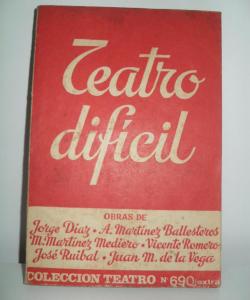 Teatro
difícil
OBRAS DE
Jorge Díaz · A. Martínez Ballesteros
M. Martínez Mediero · Vicente Romero
José Ruibal · Juan M. de la Vega
COLECCION TEATRO Nº 690 extra